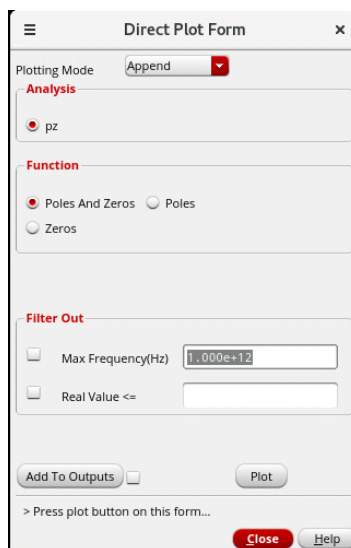 Direct Plot Form
Plotting Mode Append
Analysis
pz
Function
Poles And Zeros Poles
Zeros
Filter Out
Max Frequency(Hz) 1.000e+12
Real Value <=
Add To Outputs Plot
> Press plot button on this form...
Close Help